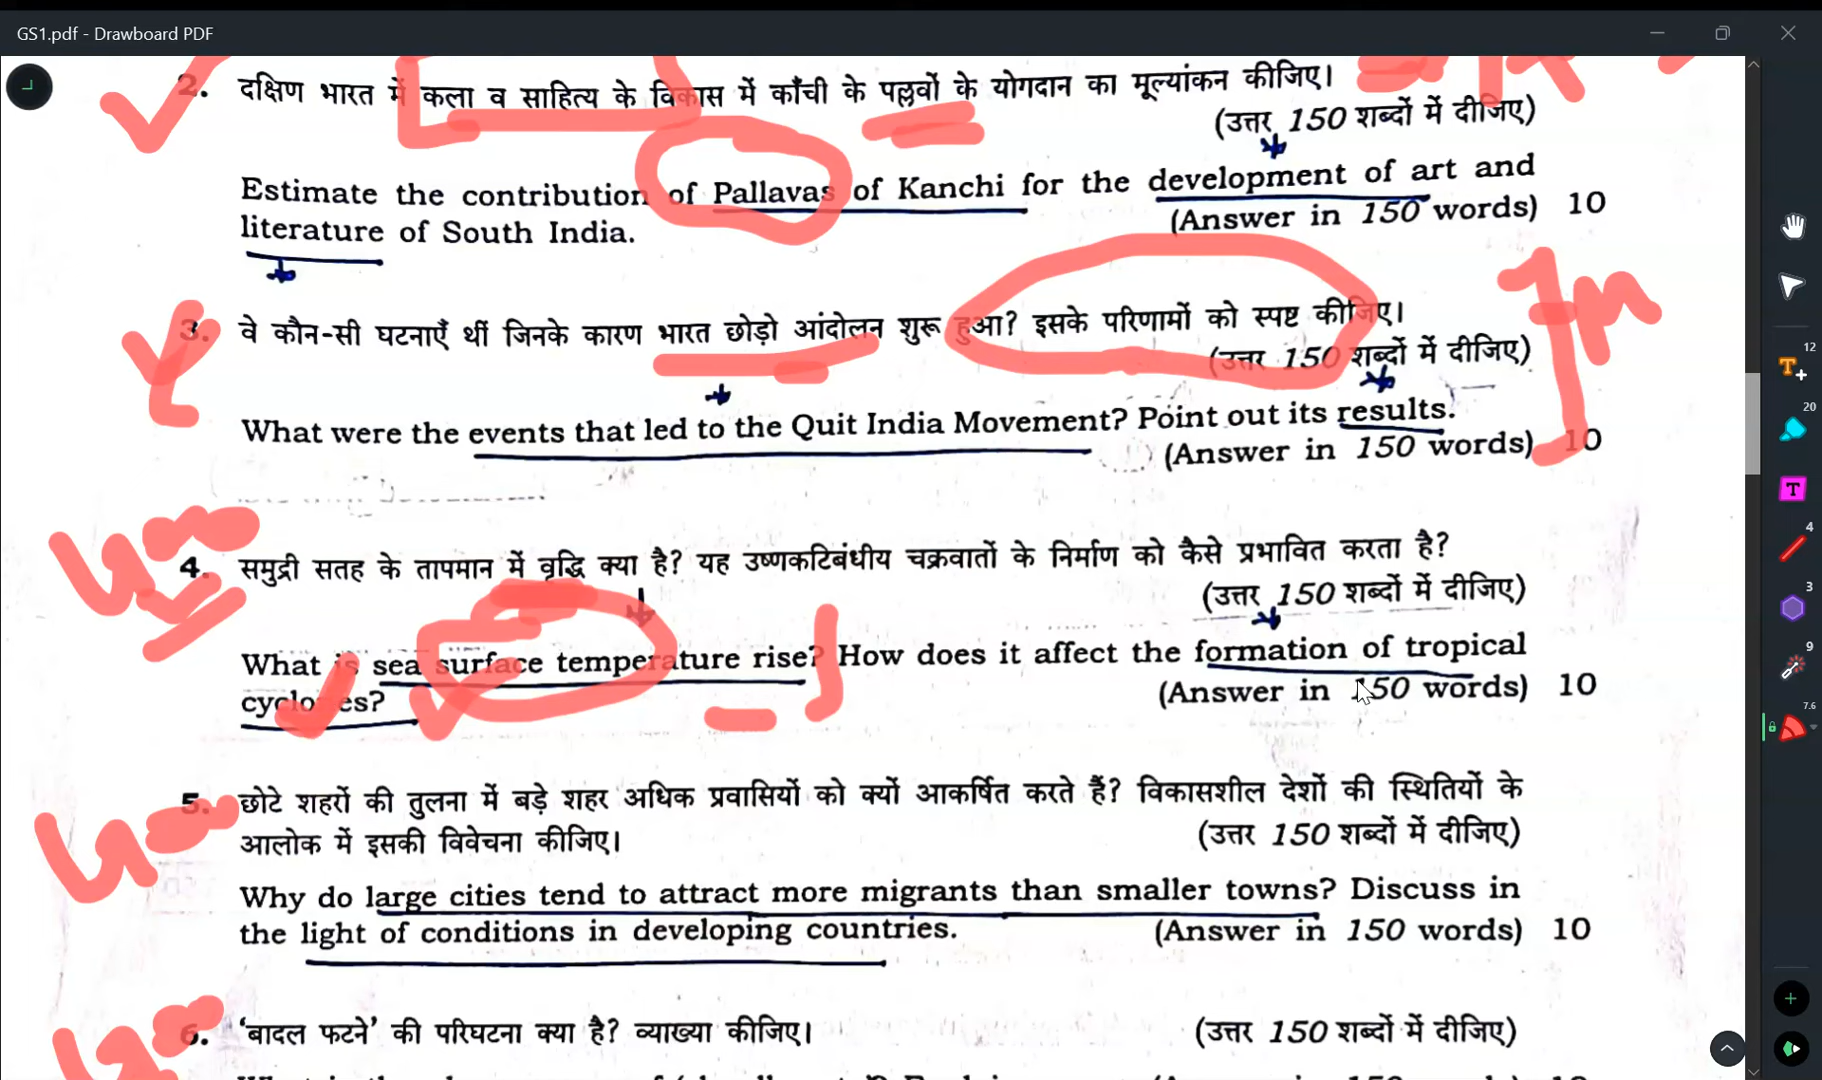 GS1.pdf - Drawboard PDF
2. दक्षिण भारत में कला व साहित्य के विकास में काँची के पल्लवों के योगदान का मूल्यांकन कीजिए।
(उत्तर 150 शब्दों में दीजिए)
Estimate the contribution of Pallavas of Kanchi for the development of art and
literature of South India. (Answer in 150 words) 10
3. वे कौन-सी घटनाएँ थीं जिनके कारण भारत छोड़ो आंदोलन शुरू हुआ? इसके परिणामों को स्पष्ट कीजिए।
(उत्तर 150 शब्दों में दीजिए)
What were the events that led to the Quit India Movement? Point out its results.
(Answer in 150 words) 10
4. समुद्री सतह के तापमान में वृद्धि क्या है? यह उष्णकटिबंधीय चक्रवातों के निर्माण को कैसे प्रभावित करता है?
(उत्तर 150 शब्दों में दीजिए)
What is sea surface temperature rise? How does it affect the formation of tropical
cyclones? (Answer in 150 words) 10
5. छोटे शहरों की तुलना में बड़े शहर अधिक प्रवासियों को क्यों आकर्षित करते हैं? विकासशील देशों की स्थितियों के
आलोक में इसकी विवेचना कीजिए। (उत्तर 150 शब्दों में दीजिए)
Why do large cities tend to attract more migrants than smaller towns? Discuss in
the light of conditions in developing countries. (Answer in 150 words) 10
6. 'बादल फटने' की परिघटना क्या है? व्याख्या कीजिए। (उत्तर 150 शब्दों में दीजिए)
12
20
T
4
3
9
7.6